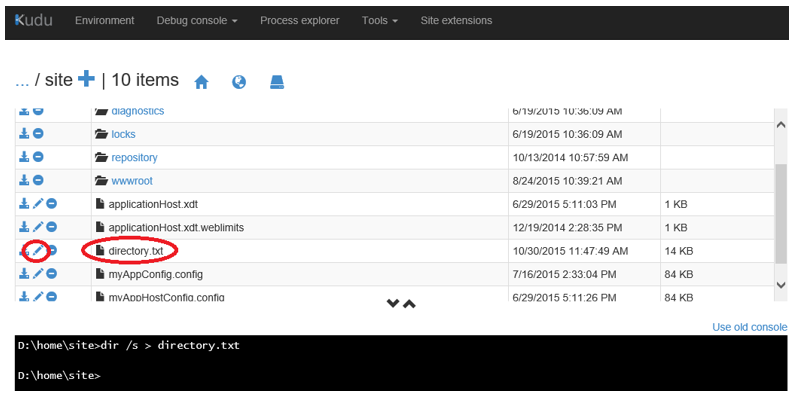 Kudu Environment Debug console Process explorer Tools Site extensions
... / site + | 10 items
diagnostics 6/19/2015 10:36:09 AM
locks 6/19/2015 10:36:09 AM
repository 10/13/2014 10:57:59 AM
wwwroot 8/24/2015 10:39:21 AM
applicationHost.xdt 6/29/2015 5:11:03 PM 1 KB
applicationHost.xdt.weblimits 12/19/2014 2:28:35 PM 1 KB
directory.txt 10/30/2015 11:47:49 AM 14 KB
myAppConfig.config 7/16/2015 2:33:04 PM 84 KB
myAppHostConfig.config 6/29/2015 5:11:26 PM 84 KB
Use old console
D:\home\site>dir /s > directory.txt
D:\home\site>